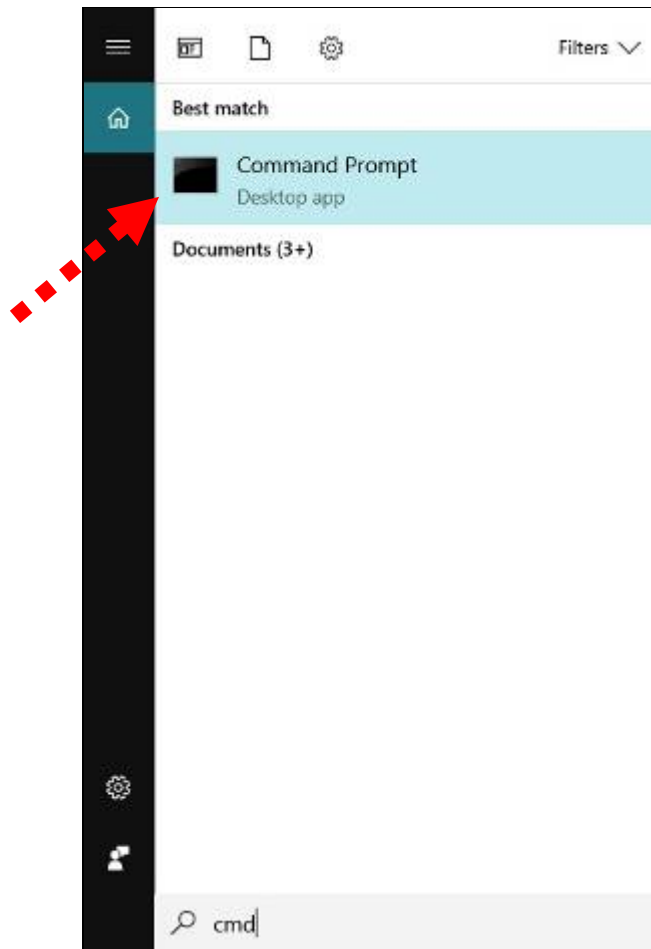 Filters
Best match
Command Prompt
Desktop app
Documents (3+)
cmd